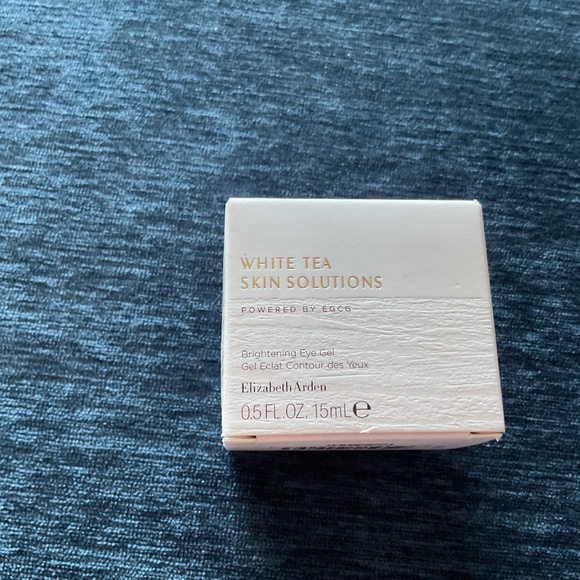 WHITE TEA
SKIN SOLUTIONS
POWERED BY EGCG
Brightening Eye Gel
Gel Eclat Contour des Yeux
Elizabeth Arden
0.5 FL.OZ. 15mL℮